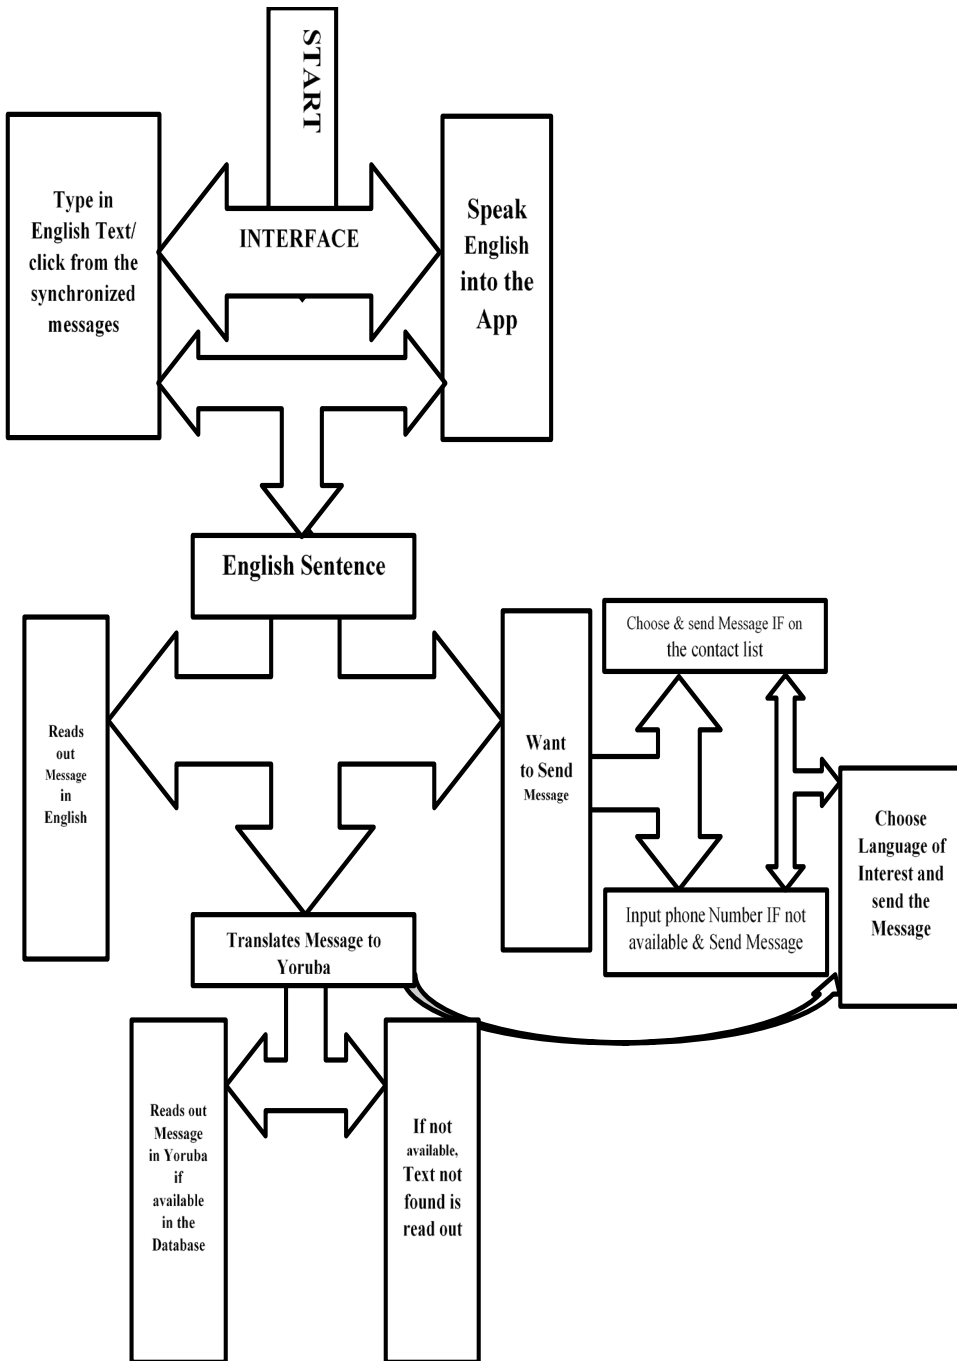 START
INTERFACE
Type in
English Text/
click from the
synchronized
messages
Speak
English
into the
App
English Sentence
Reads
out
Message
in
English
Want
to Send
Message
Choose & send Message IF on
the contact list
Input phone Number IF not
available & Send Message
Choose
Language of
Interest and
send the
Message
Translates Message to
Yoruba
Reads out
Message
in Yoruba
if
available
in the
Database
If not
available,
Text not
found is
read out